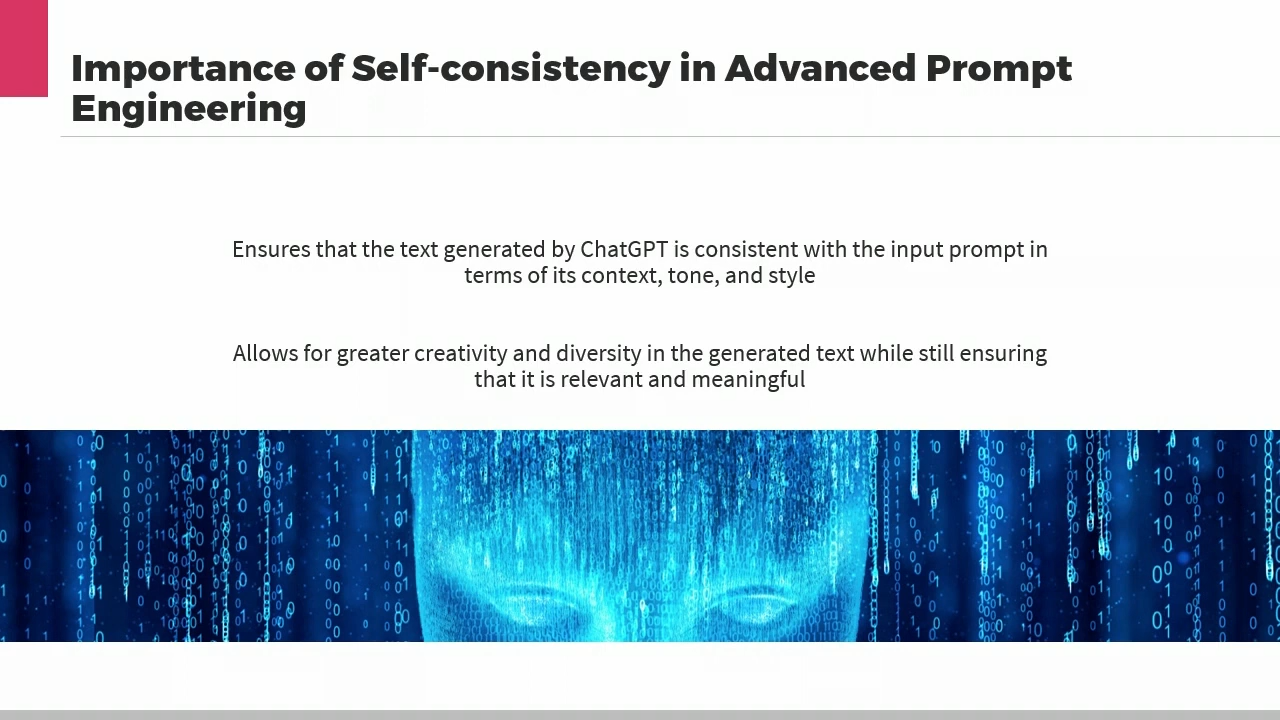 Importance of Self-consistency in Advanced Prompt
Engineering
Ensures that the text generated by ChatGPT is consistent with the input prompt in
terms of its context, tone, and style
Allows for greater creativity and diversity in the generated text while still ensuring
that it is relevant and meaningful